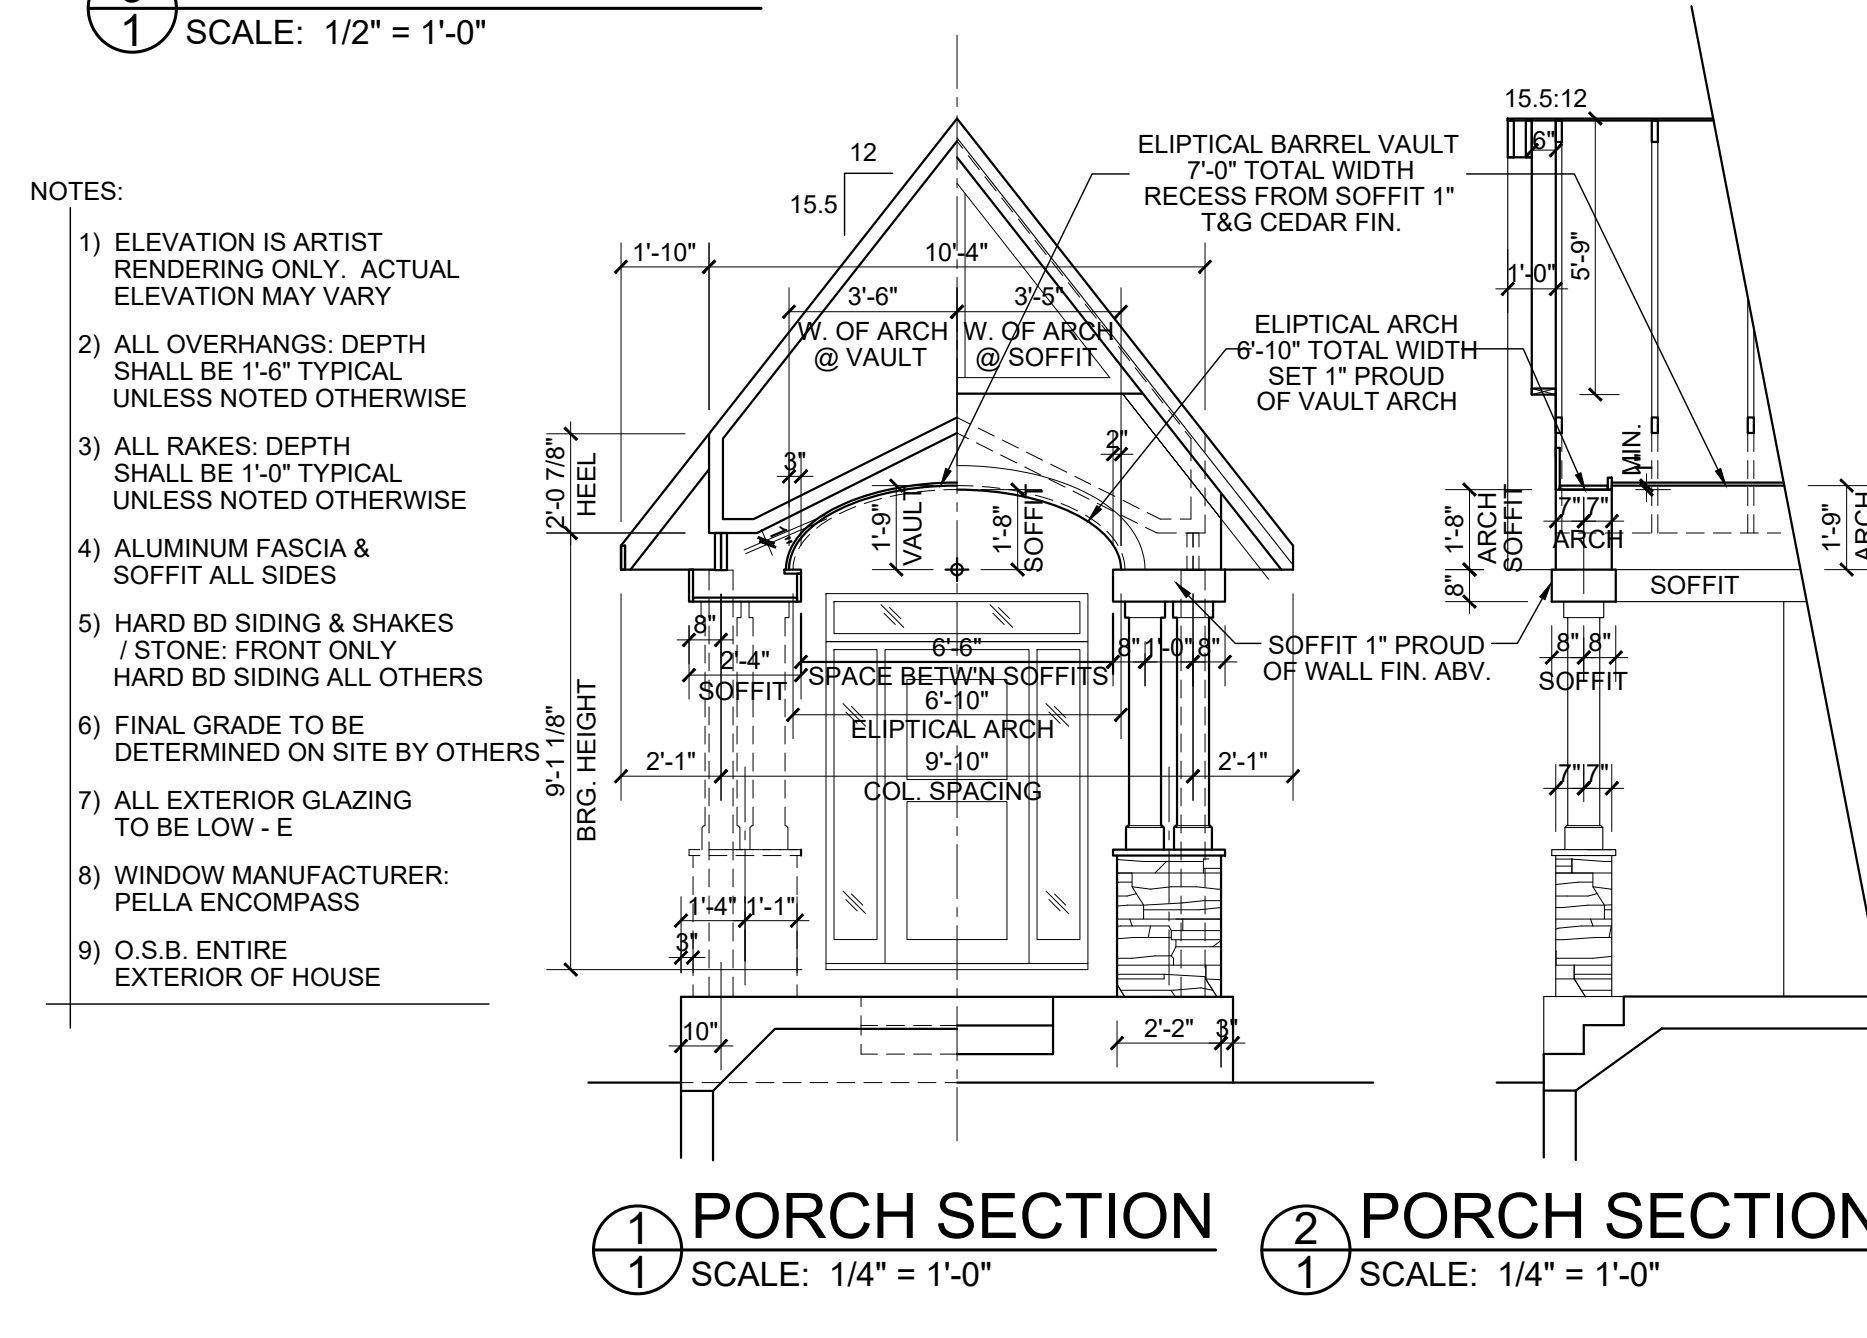 1
SCALE: 1/2" = 1'-0"
NOTES:
1) ELEVATION IS ARTIST
RENDERING ONLY. ACTUAL
ELEVATION MAY VARY
2) ALL OVERHANGS: DEPTH
SHALL BE 1'-6" TYPICAL
UNLESS NOTED OTHERWISE
3) ALL RAKES: DEPTH
SHALL BE 1'-0" TYPICAL
UNLESS NOTED OTHERWISE
4) ALUMINUM FASCIA &
SOFFIT ALL SIDES
5) HARD BD SIDING & SHAKES
/ STONE: FRONT ONLY
HARD BD SIDING ALL OTHERS
6) FINAL GRADE TO BE
DETERMINED ON SITE BY OTHERS
7) ALL EXTERIOR GLAZING
TO BE LOW - E
8) WINDOW MANUFACTURER:
PELLA ENCOMPASS
9) O.S.B. ENTIRE
EXTERIOR OF HOUSE
12
15.5
1'-10"
10'-4"
3'-6"
3'-5"
W. OF ARCH
@ VAULT
W. OF ARCH
@ SOFFIT
2'-0 7/8"
HEEL
3"
2"
1'-9"
VAULT
1'-8"
SOFFIT
8"
2'-4"
SOFFIT
6'-6"
SPACE BETW'N SOFFITS
8"
1'-0"
8"
6'-10"
ELIPTICAL ARCH
9'-1 1/8"
BRG. HEIGHT
2'-1"
9'-10"
COL. SPACING
2'-1"
1'-4"
1'-1"
3"
10"
2'-2"
3"
ELIPTICAL BARREL VAULT
7'-0" TOTAL WIDTH
RECESS FROM SOFFIT 1"
T&G CEDAR FIN.
ELIPTICAL ARCH
6'-10" TOTAL WIDTH
SET 1" PROUD
OF VAULT ARCH
SOFFIT 1" PROUD
OF WALL FIN. ABV.
15.5:12
6"
5'-9"
1'-0"
MIN.
1"
1'-8"
ARCH
SOFFIT
7"
7"
ARCH
1'-9"
ARCH
8"
SOFFIT
8"
8"
SOFFIT
7"
7"
1
1
PORCH SECTION
SCALE: 1/4" = 1'-0"
2
1
PORCH SECTION
SCALE: 1/4" = 1'-0"